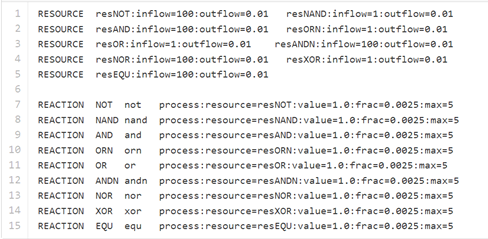 1 RESOURCE resNOT:inflow=100:outflow=0.01 resNAND:inflow=1:outflow=0.01
2 RESOURCE resAND:inflow=100:outflow=0.01 resORN:inflow=1:outflow=0.01
3 RESOURCE resOR:inflow=1:outflow=0.01 resANDN:inflow=100:outflow=0.01
4 RESOURCE resNOR:inflow=100:outflow=0.01 resXOR:inflow=1:outflow=0.01
5 RESOURCE resEQU:inflow=100:outflow=0.01
6
7 REACTION NOT not process:resource=resNOT:value=1.0:frac=0.0025:max=5
8 REACTION NAND nand process:resource=resNAND:value=1.0:frac=0.0025:max=5
9 REACTION AND and process:resource=resAND:value=1.0:frac=0.0025:max=5
10 REACTION ORN orn process:resource=resORN:value=1.0:frac=0.0025:max=5
11 REACTION OR or process:resource=resOR:value=1.0:frac=0.0025:max=5
12 REACTION ANDN andn process:resource=resANDN:value=1.0:frac=0.0025:max=5
13 REACTION NOR nor process:resource=resNOR:value=1.0:frac=0.0025:max=5
14 REACTION XOR xor process:resource=resXOR:value=1.0:frac=0.0025:max=5
15 REACTION EQU equ process:resource=resEQU:value=1.0:frac=0.0025:max=5